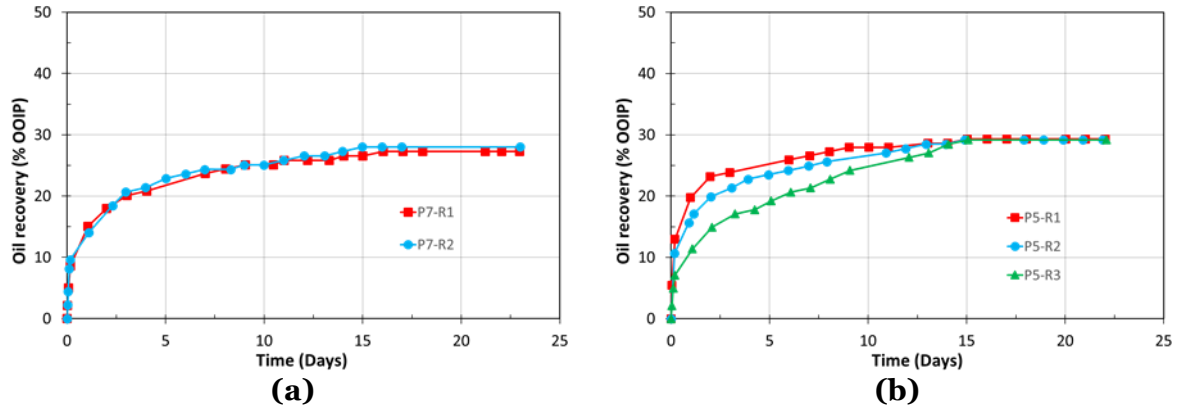 50
40
30
20
10
0
Oil recovery (% OOIP)
P7-R1
P7-R2
0 5 10 15 20 25
Time (Days)
(a)
50
40
30
20
10
0
Oil recovery (% OOIP)
P5-R1
P5-R2
P5-R3
0 5 10 15 20 25
Time (Days)
(b)